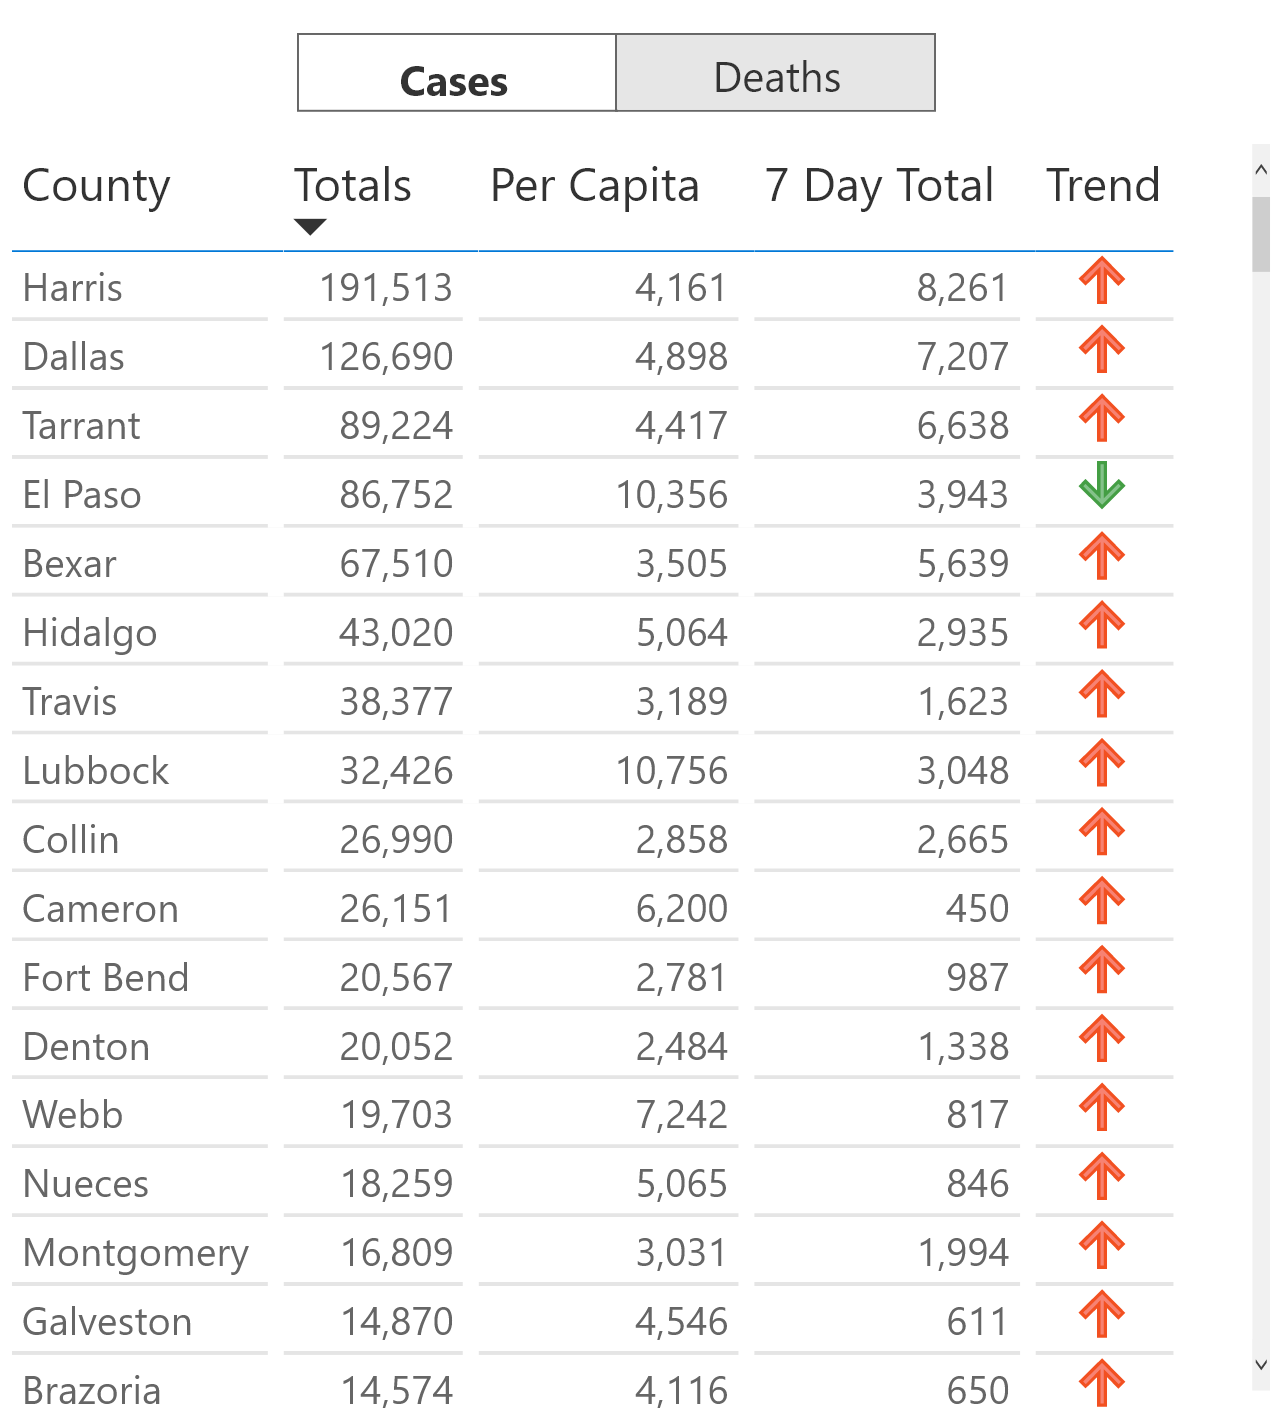 Cases Deaths
County Totals Per Capita 7 Day Total Trend
Harris 191,513 4,161 8,261
Dallas 126,690 4,898 7,207
Tarrant 89,224 4,417 6,638
El Paso 86,752 10,356 3,943
Bexar 67,510 3,505 5,639
Hidalgo 43,020 5,064 2,935
Travis 38,377 3,189 1,623
Lubbock 32,426 10,756 3,048
Collin 26,990 2,858 2,665
Cameron 26,151 6,200 450
Fort Bend 20,567 2,781 987
Denton 20,052 2,484 1,338
Webb 19,703 7,242 817
Nueces 18,259 5,065 846
Montgomery 16,809 3,031 1,994
Galveston 14,870 4,546 611
Brazoria 14,574 4,116 650